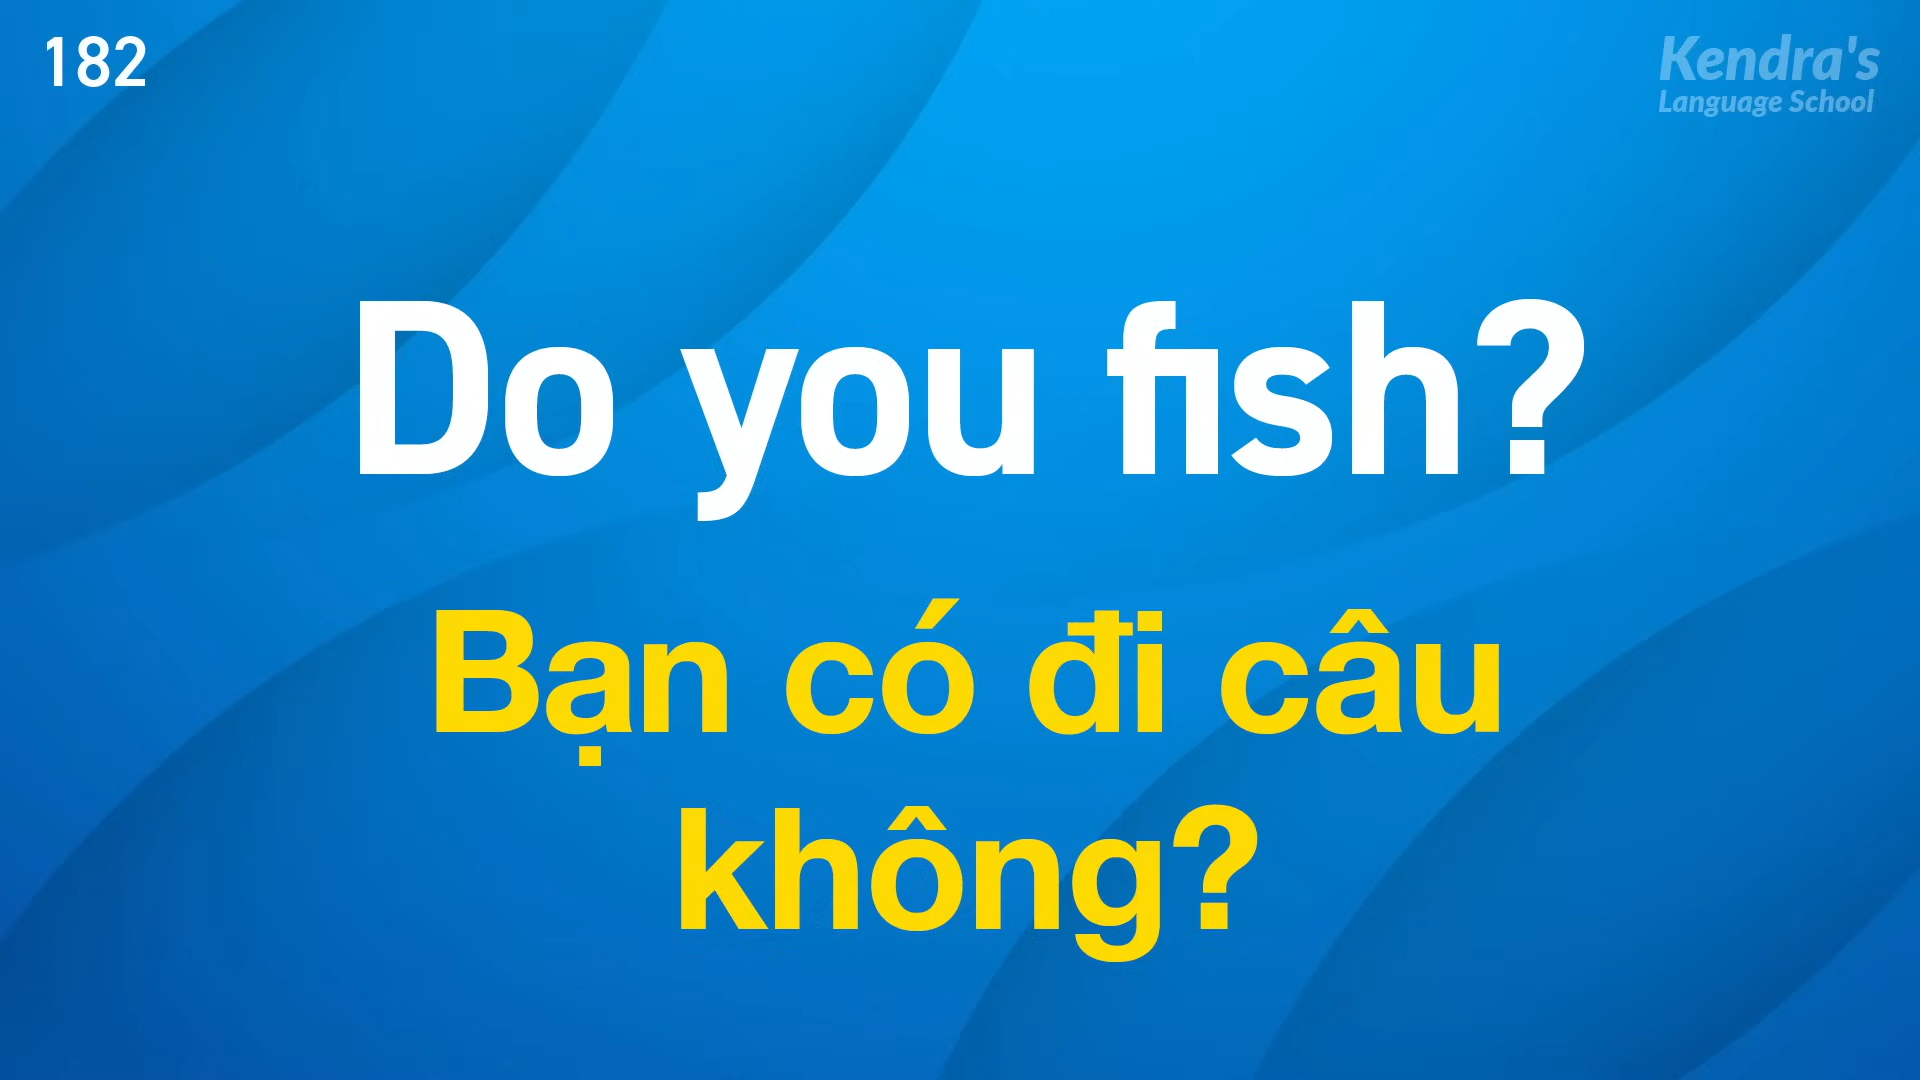 182
Kendra's
Language School
Do you fish?
Bạn có đi câu
không?